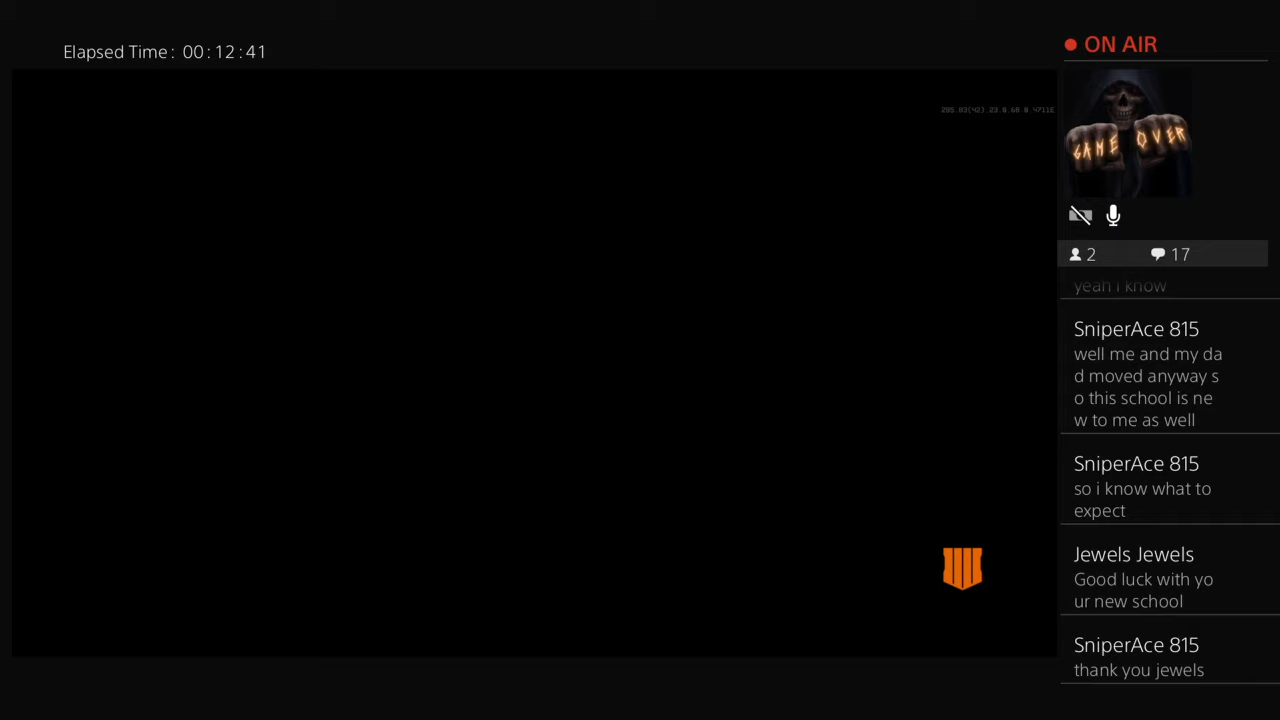 Elapsed Time: 00:12:41
ON AIR
GAME OVER
2 17
yeah i know
SniperAce 815
well me and my da
d moved anyway s
o this school is ne
w to me as well
SniperAce 815
so i know what to
expect
Jewels Jewels
Good luck with yo
ur new school
SniperAce 815
thank you jewels